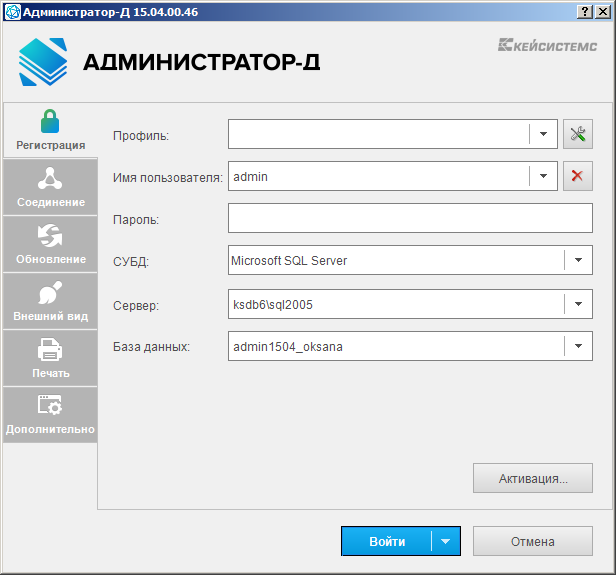 Администратор-Д 15.04.00.46
АДМИНИСТРАТОР-Д
КЕЙСИСТЕМС
Регистрация
Соединение
Обновление
Внешний вид
Печать
Дополнительно
Профиль:
Имя пользователя: admin
Пароль:
СУБД: Microsoft SQL Server
Сервер: ksdb6\sql2005
База данных: admin1504_oksana
Активация...
Войти
Отмена